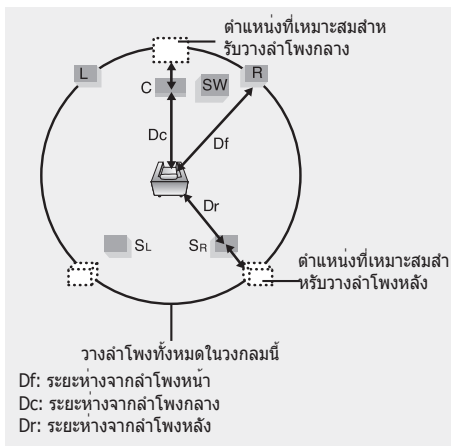 ตำแหน่งที่เหมาะสมสำห
รับวางลำโพงกลาง
L
R
C
SW
Dc
Df
Dr
SL
SR
ตำแหน่งที่เหมาะสมสำ
หรับวางลำโพงหลัง
วางลำโพงทั้งหมดในวงกลมนี้
Df: ระยะห่างจากลำโพงหน้า
Dc: ระยะห่างจากลำโพงกลาง
Dr: ระยะห่างจากลำโพงหลัง